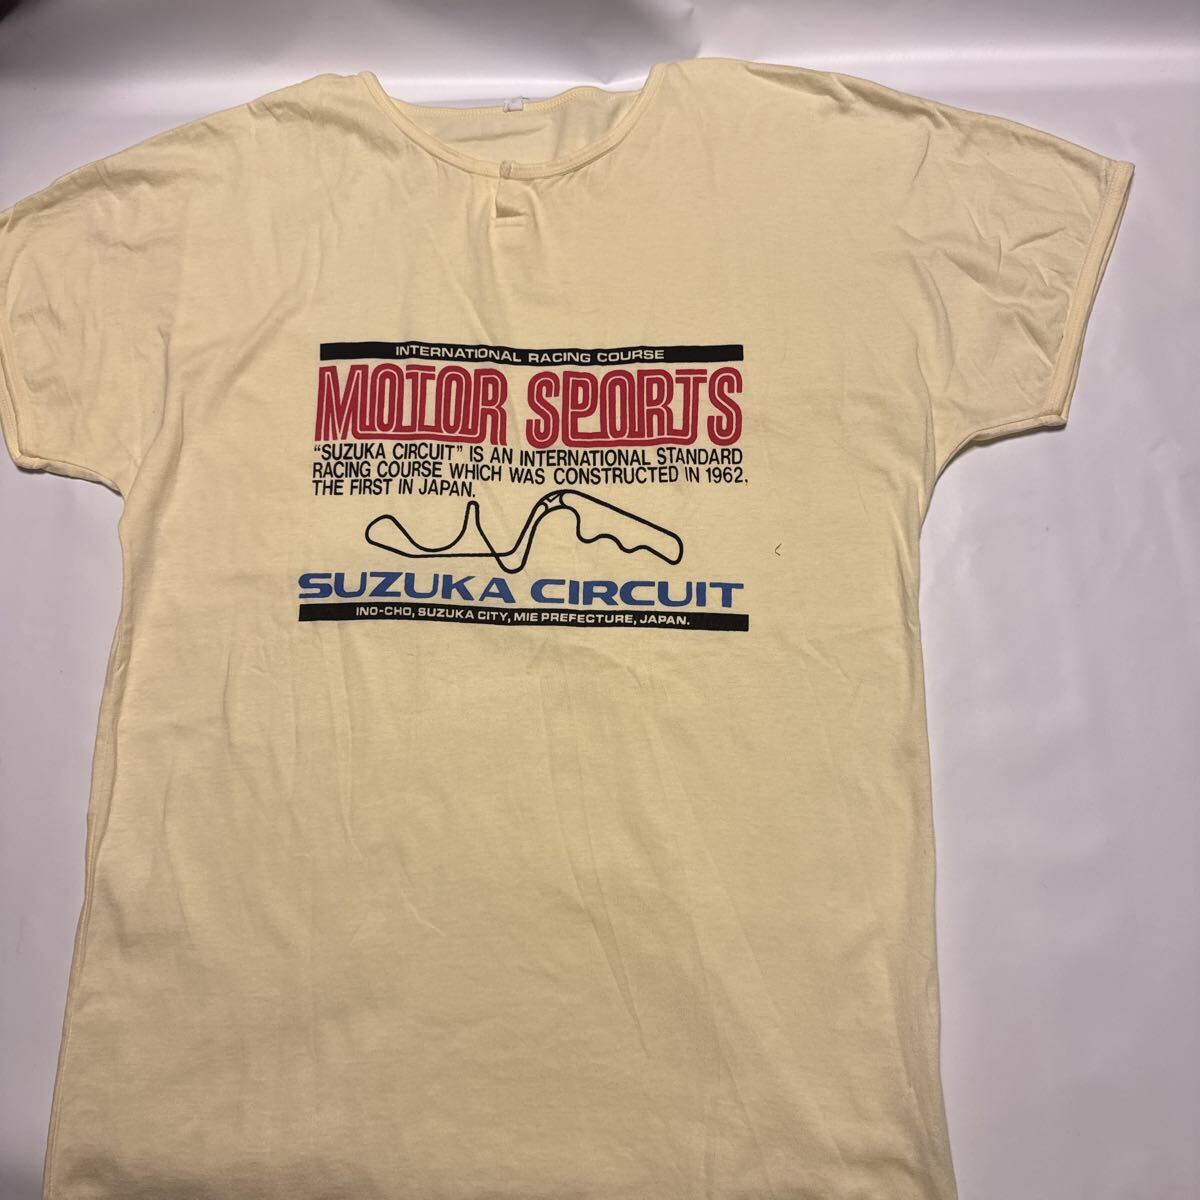 INTERNATIONAL RACING COURSE
MOTOR SPORTS
“SUZUKA CIRCUIT” IS AN INTERNATIONAL STANDARD
RACING COURSE WHICH WAS CONSTRUCTED IN 1962.
THE FIRST IN JAPAN.
SUZUKA CIRCUIT
INO-CHO, SUZUKA CITY, MIE PREFECTURE, JAPAN.